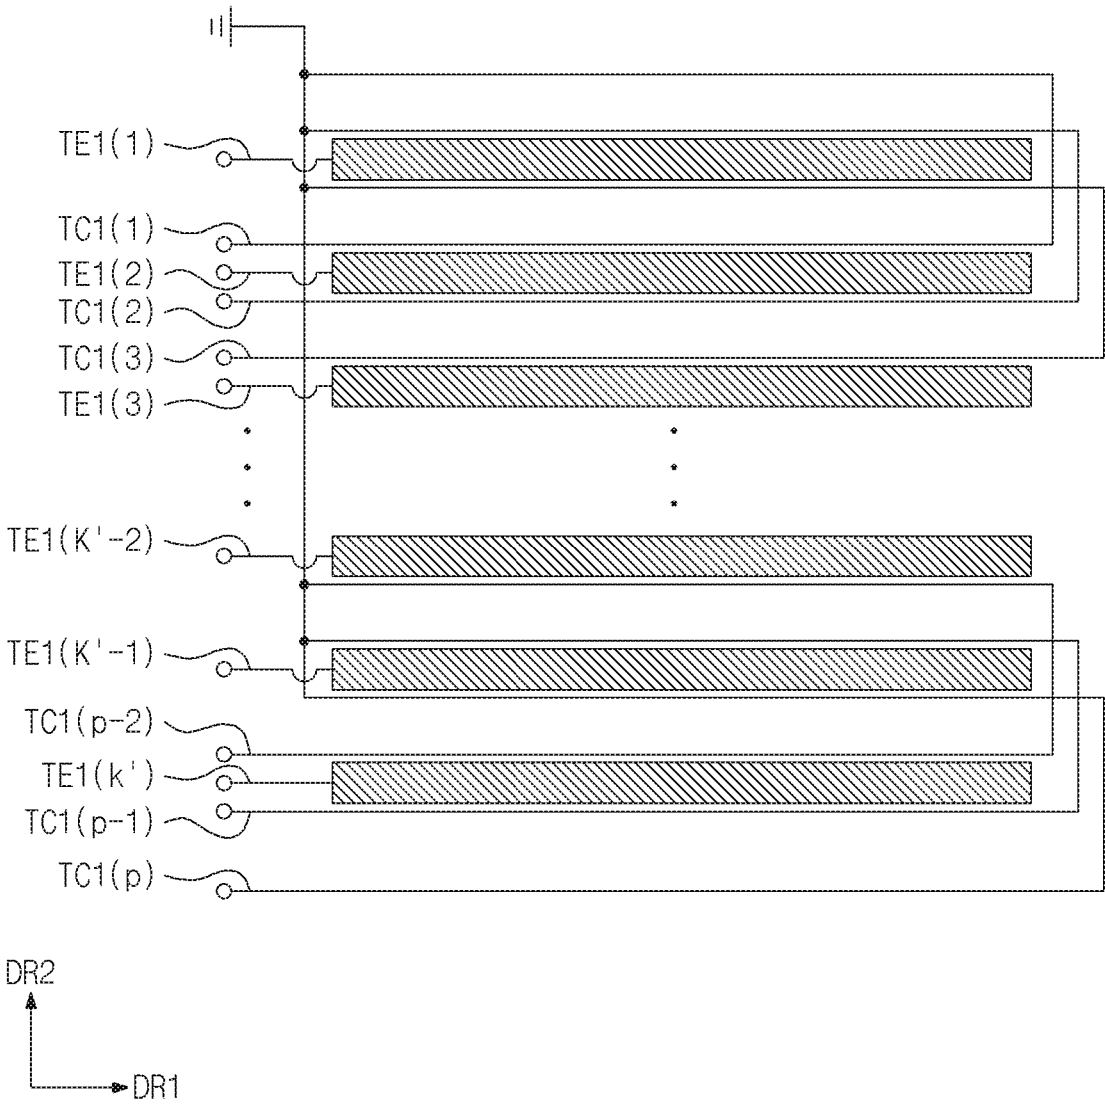 TE1(1)
TC1(1)
TE1(2)
TC1(2)
TC1(3)
TE1(3)
TE1(K'-2)
TE1(K'-1)
TC1(p-2)
TE1(k')
TC1(p-1)
TC1(p)
DR2
DR1